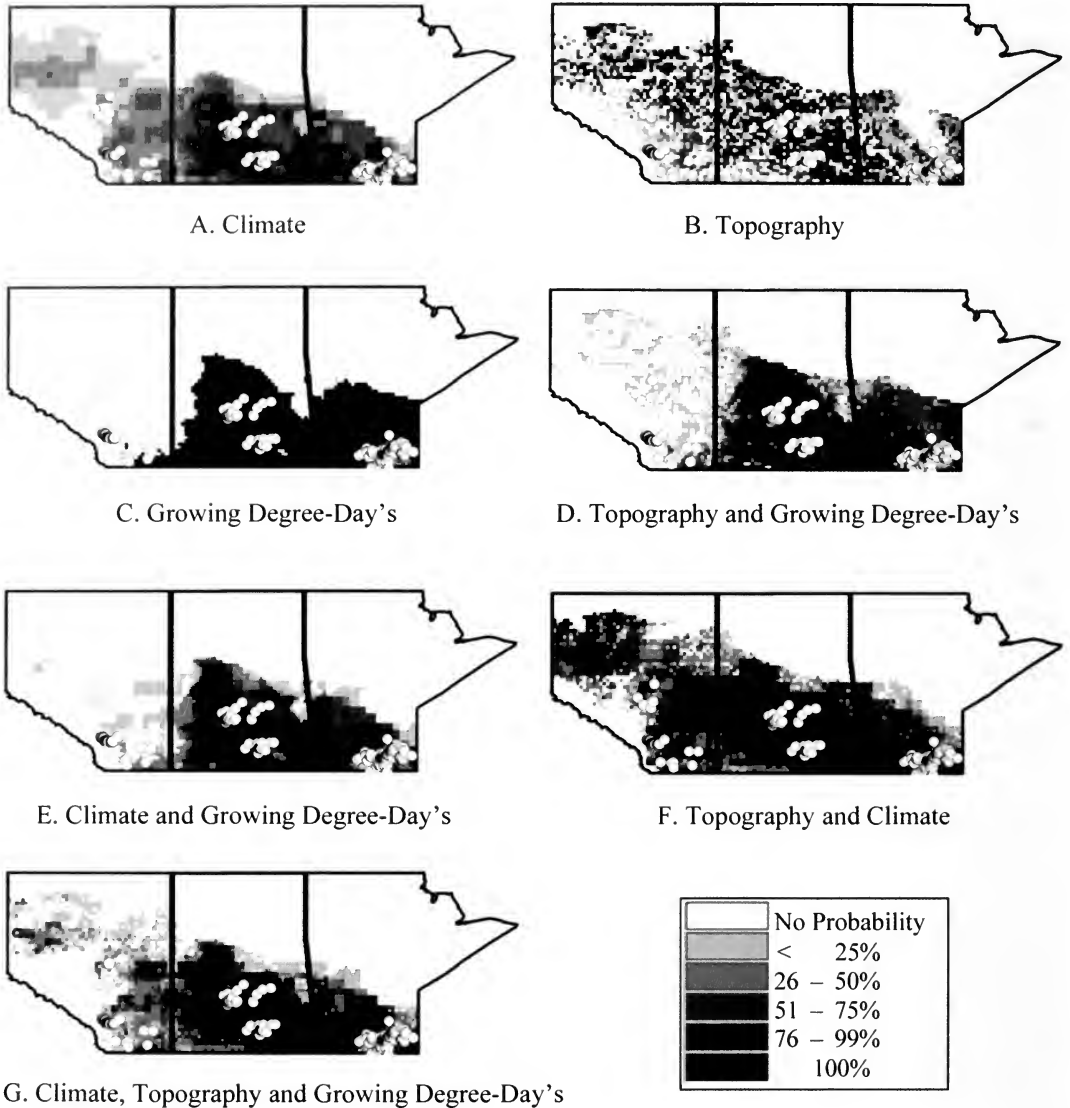 A. Climate
B. Topography
C. Growing Degree-Day's
D. Topography and Growing Degree-Day's
E. Climate and Growing Degree-Day's
F. Topography and Climate
G. Climate, Topography and Growing Degree-Day's
No Probability
< 25%
26 – 50%
51 – 75%
76 – 99%
100%